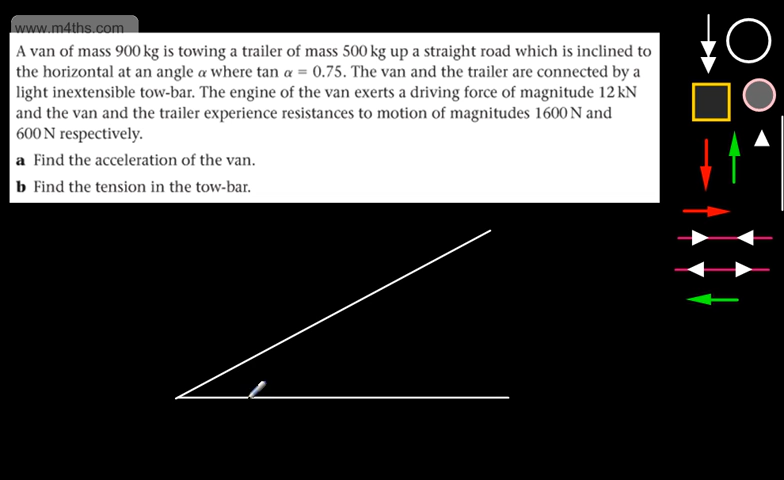 www.m4ths.com
A van of mass 900 kg is towing a trailer of mass 500 kg up a straight road which is inclined to
the horizontal at an angle α where tan α = 0.75. The van and the trailer are connected by a
light inextensible tow-bar. The engine of the van exerts a driving force of magnitude 12 kN
and the van and the trailer experience resistances to motion of magnitudes 1600 N and
600 N respectively.
a Find the acceleration of the van.
b Find the tension in the tow-bar.